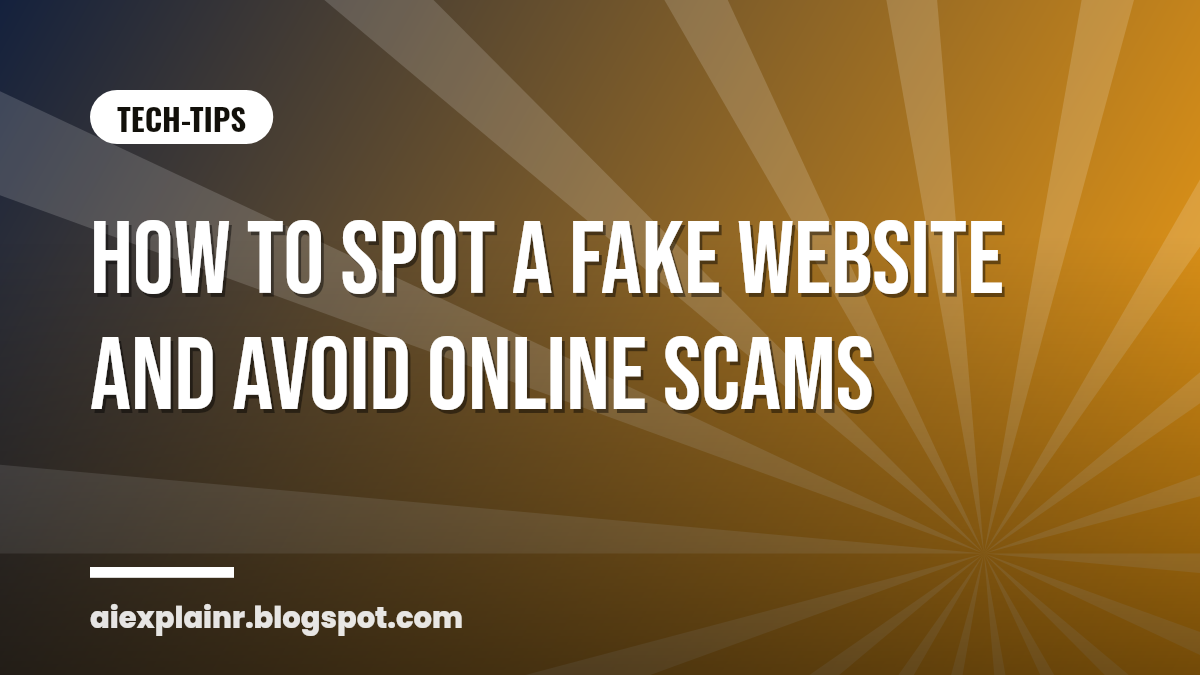 TECH-TIPS
HOW TO SPOT A FAKE WEBSITE
AND AVOID ONLINE SCAMS
aiexplainr.blogspot.com